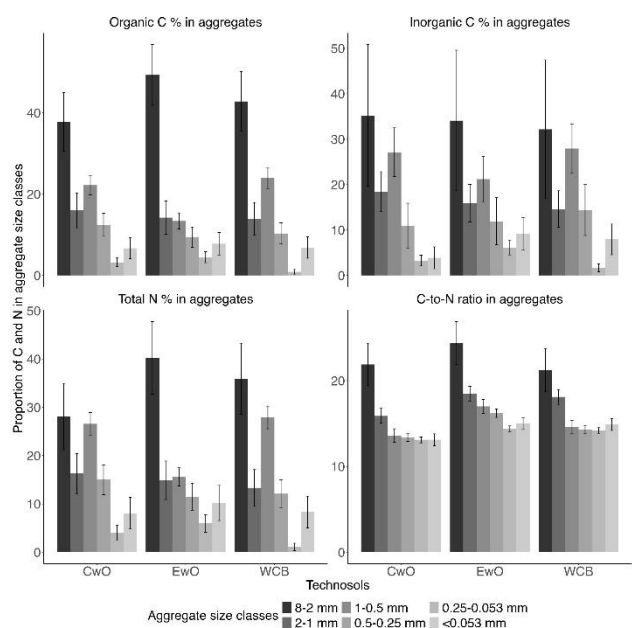 Organic C % in aggregates
Inorganic C % in aggregates
50
40
40
30
20
20
10
0
0
Proportion of C and N in aggregate size classes
Total N % in aggregates
C-to-N ratio in aggregates
50
40
20
30
20
10
10
0
0
CwO EwO WCB
CwO EwO WCB
Technosols
Aggregate size classes
8-2 mm 1-0.5 mm 0.25-0.053 mm
2-1 mm 0.5-0.25 mm <0.053 mm